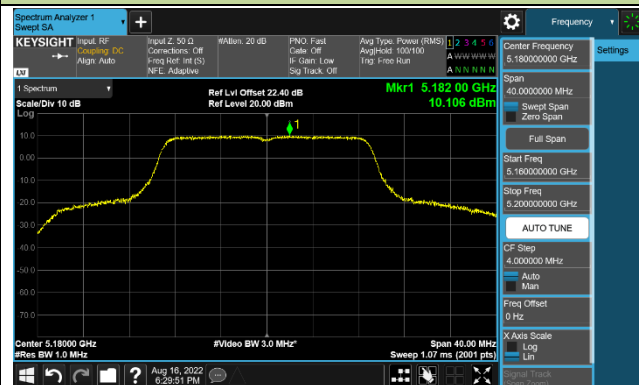 Spectrum Analyzer 1
Swept SA
Frequency
KEYSIGHT
Input: RF
Coupling: DC
Align: Auto
Input Z: 50 Ω
Corrections: Off
Freq Ref: Int (S)
NFE: Adaptive
#Atten: 20 dB
PNO: Fast
Gate: Off
IF Gain: Low
Sig Track: Off
Avg Type: Power (RMS)
Avg|Hold: 100/100
Trig: Free Run
1 2 3 4 5 6
A W W W W W
A N N N N N
LXI
1 Spectrum
Scale/Div 10 dB
Log
Ref Lvl Offset 22.40 dB
Ref Level 20.00 dBm
Mkr1 5.182 00 GHz
10.106 dBm
1
10.0
0.00
-10.0
-20.0
-30.0
-40.0
-50.0
-60.0
-70.0
Center 5.18000 GHz
#Res BW 1.0 MHz
#Video BW 3.0 MHz*
Span 40.00 MHz
Sweep 1.07 ms (2001 pts)
Aug 16, 2022
6:29:51 PM
Center Frequency
5.180000000 GHz
Settings
Span
40.0000000 MHz
Swept Span
Zero Span
Full Span
Start Freq
5.160000000 GHz
Stop Freq
5.200000000 GHz
AUTO TUNE
CF Step
4.000000 MHz
Auto
Man
Freq Offset
0 Hz
X Axis Scale
Log
Lin
Signal Track
(Span Zoom)